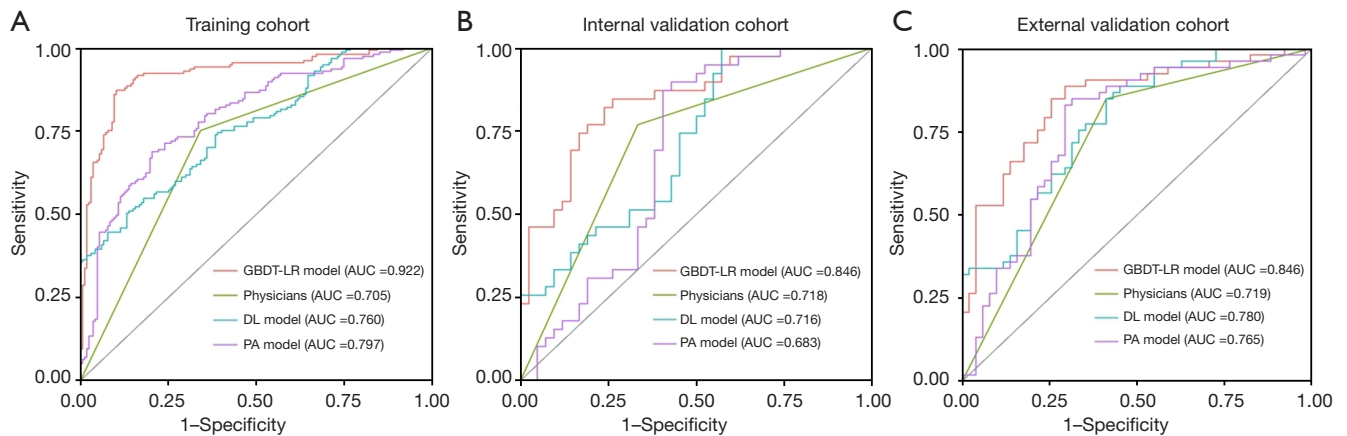 A
Training cohort
1.00
0.75
0.50
0.25
0.00
Sensitivity
GBDT-LR model (AUC =0.922)
Physicians (AUC =0.705)
DL model (AUC =0.760)
PA model (AUC =0.797)
0.00 0.25 0.50 0.75 1.00
1–Specificity
B
Internal validation cohort
1.00
0.75
0.50
0.25
0.00
Sensitivity
GBDT-LR model (AUC =0.846)
Physicians (AUC =0.718)
DL model (AUC =0.716)
PA model (AUC =0.683)
0.00 0.25 0.50 0.75 1.00
1–Specificity
C
External validation cohort
1.00
0.75
0.50
0.25
0.00
Sensitivity
GBDT-LR model (AUC =0.846)
Physicians (AUC =0.719)
DL model (AUC =0.780)
PA model (AUC =0.765)
0.00 0.25 0.50 0.75 1.00
1–Specificity